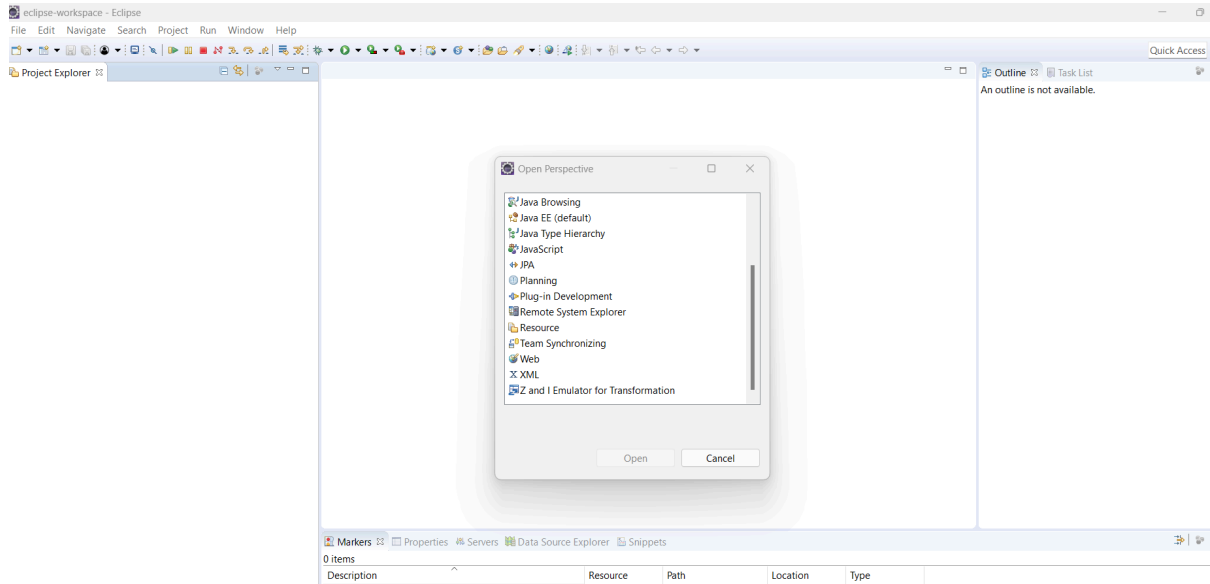 eclipse-workspace - Eclipse
File Edit Navigate Search Project Run Window Help
Quick Access
Project Explorer
Outline Task List
An outline is not available.
Open Perspective
Java Browsing
Java EE (default)
Java Type Hierarchy
JavaScript
JPA
Planning
Plug-in Development
Remote System Explorer
Resource
Team Synchronizing
Web
XML
Z and I Emulator for Transformation
Open Cancel
Markers Properties Servers Data Source Explorer Snippets
0 items
Description Resource Path Location Type